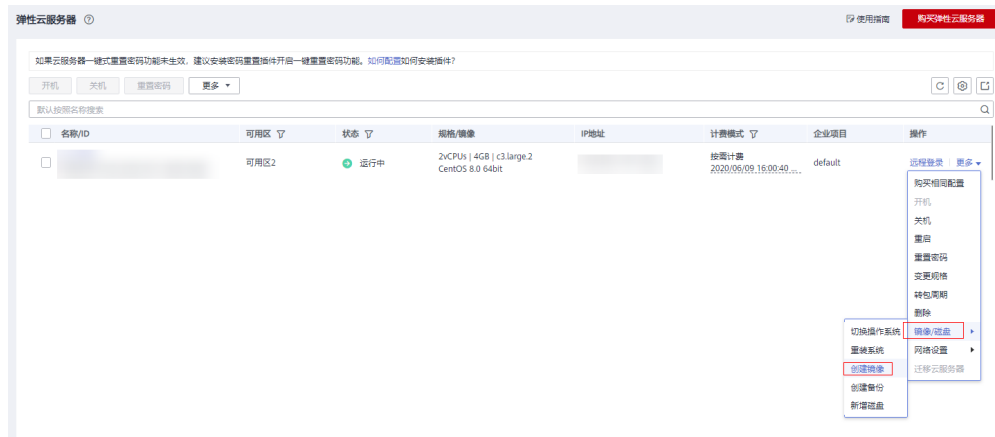 弹性云服务器 ?
使用指南
购买弹性云服务器
如果云服务器一键式重置密码功能未生效，建议安装密码重置插件开启一键重置密码功能。如何配置如何安装插件?
开机 关机 重置密码 更多
默认按照名称搜索
名称/ID 可用区 状态 规格/镜像 IP地址 计费模式 企业项目 操作
可用区2 运行中 2vCPUs | 4GB | c3.large.2 按需计费 default 远程登录 更多
CentOS 8.0 64bit 2020/06/09 16:00:40 ...
购买相同配置
开机
关机
重启
重置密码
变更规格
转包周期
删除
切换操作系统 镜像/磁盘
重装系统 网络设置
创建镜像 迁移云服务器
创建备份
新增磁盘